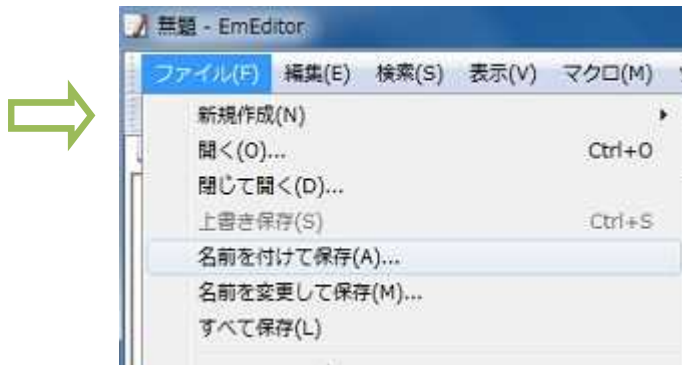 無題 - EmEditor
ファイル(F) 編集(E) 検索(S) 表示(V) マクロ(M)
新規作成(N)
開く(O)... Ctrl+O
閉じて開く(D)...
上書き保存(S) Ctrl+S
名前を付けて保存(A)...
名前を変更して保存(M)...
すべて保存(L)